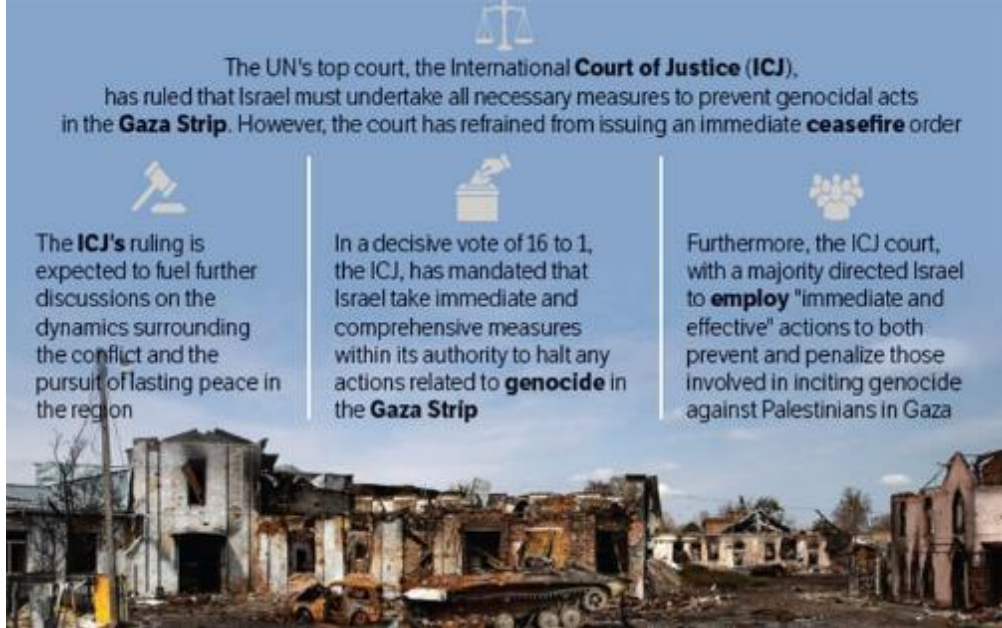 The UN's top court, the International Court of Justice (ICJ),
has ruled that Israel must undertake all necessary measures to prevent genocidal acts
in the Gaza Strip. However, the court has refrained from issuing an immediate ceasefire order
The ICJ's ruling is
expected to fuel further
discussions on the
dynamics surrounding
the conflict and the
pursuit of lasting peace in
the region
In a decisive vote of 16 to 1,
the ICJ, has mandated that
Israel take immediate and
comprehensive measures
within its authority to halt any
actions related to genocide in
the Gaza Strip
Furthermore, the ICJ court,
with a majority directed Israel
to employ "immediate and
effective" actions to both
prevent and penalize those
involved in inciting genocide
against Palestinians in Gaza